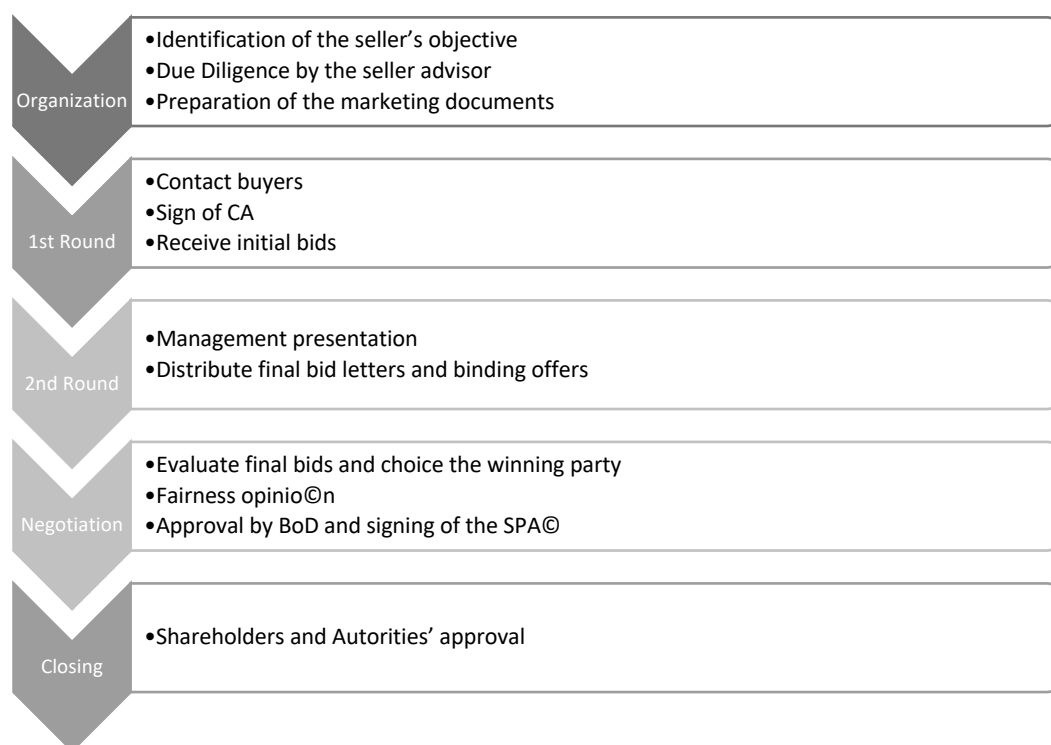 Organization
•Identification of the seller’s objective
•Due Diligence by the seller advisor
•Preparation of the marketing documents
1st Round
•Contact buyers
•Sign of CA
•Receive initial bids
2nd Round
•Management presentation
•Distribute final bid letters and binding offers
Negotiation
•Evaluate final bids and choice the winning party
•Fairness opinio©n
•Approval by BoD and signing of the SPA©
Closing
•Shareholders and Autorities’ approval